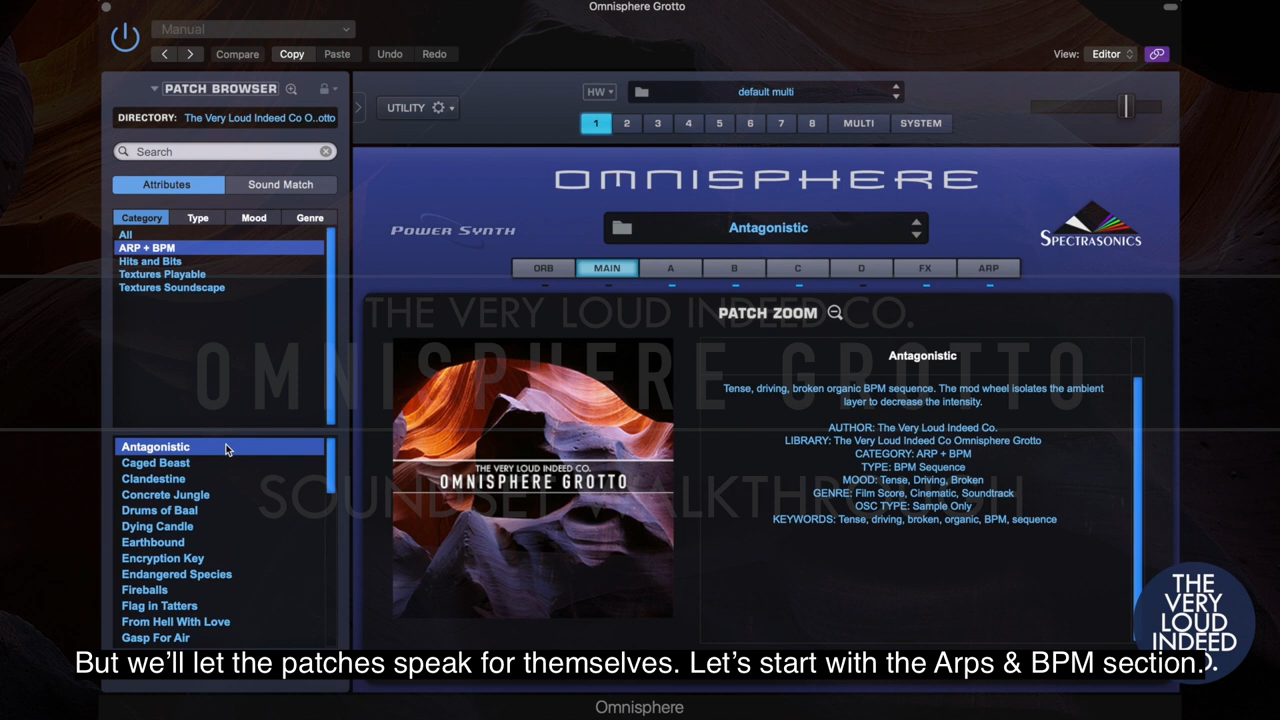 Omnisphere Grotto
Manual
Compare
Copy
Paste
Undo
Redo
View:
Editor
PATCH BROWSER
DIRECTORY: The Very Loud Indeed Co O..otto
Search
Attributes
Sound Match
Category
Type
Mood
Genre
All
ARP + BPM
Hits and Bits
Textures Playable
Textures Soundscape
Antagonistic
Caged Beast
Clandestine
Concrete Jungle
Drums of Baal
Dying Candle
Earthbound
Encryption Key
Endangered Species
Fireballs
Flag in Tatters
From Hell With Love
Gasp For Air
UTILITY
HW
default multi
1 2 3 4 5 6 7 8 MULTI SYSTEM
OMNISPHERE
POWER SYNTH
Antagonistic
SPECTRASONICS
ORB MAIN A B C D FX ARP
THE VERY LOUD INDEED CO.
OMNISPHERE GROTTO
SOUNDSET WALKTHROUGH
PATCH ZOOM
THE VERY LOUD INDEED CO.
OMNISPHERE GROTTO
Antagonistic
Tense, driving, broken organic BPM sequence. The mod wheel isolates the ambient
layer to decrease the intensity.
AUTHOR: The Very Loud Indeed Co.
LIBRARY: The Very Loud Indeed Co Omnisphere Grotto
CATEGORY: ARP + BPM
TYPE: BPM Sequence
MOOD: Tense, Driving, Broken
GENRE: Film Score, Cinematic, Soundtrack
OSC TYPE: Sample Only
KEYWORDS: Tense, driving, broken, organic, BPM, sequence
THE
VERY
LOUD
INDEED
But we'll let the patches speak for themselves. Let's start with the Arps & BPM section.
Omnisphere